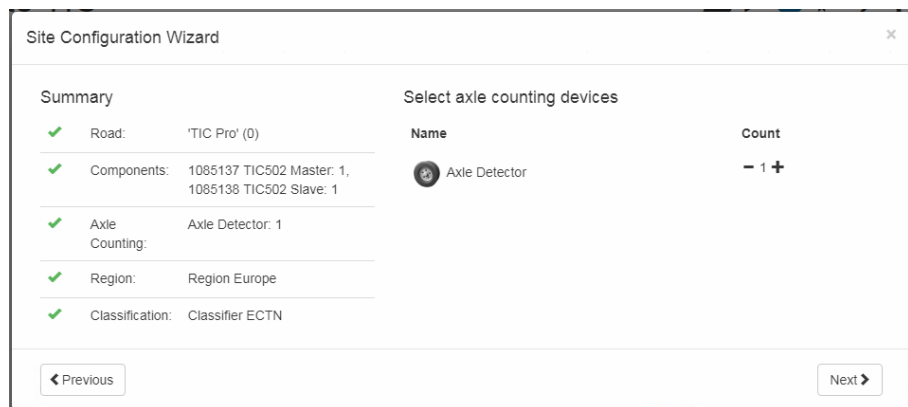 Site Configuration Wizard
×
Summary
Road: 'TIC Pro' (0)
Components: 1085137 TIC502 Master: 1,
1085138 TIC502 Slave: 1
Axle Axle Detector: 1
Counting:
Region: Region Europe
Classification: Classifier ECTN
Select axle counting devices
Name Count
Axle Detector 1
Previous
Next